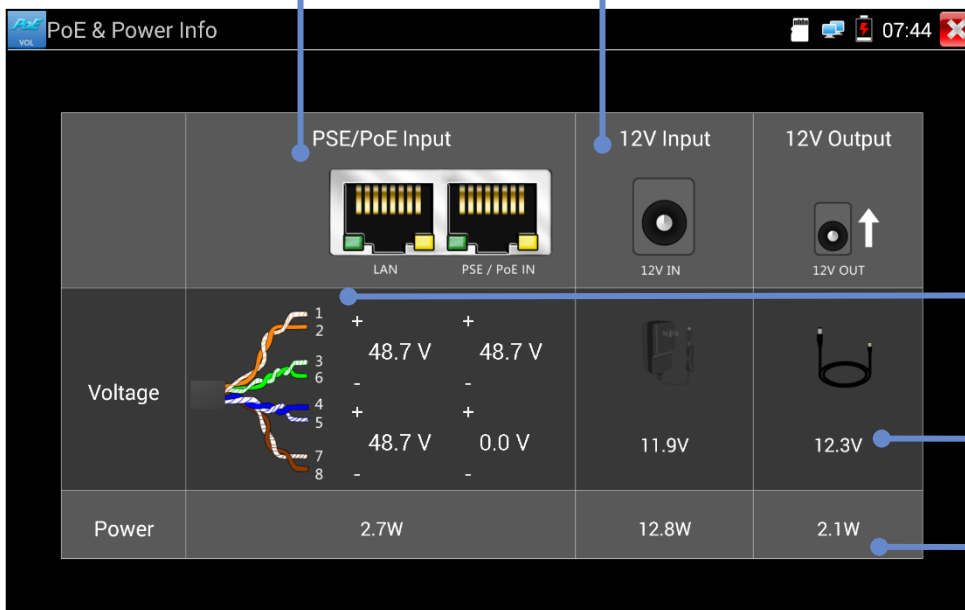 PoE
VOL
PoE & Power Info
07:44
PSE/PoE Input
12V Input
12V Output
LAN
PSE / PoE IN
12V IN
12V OUT
Voltage
1
2
3
6
4
5
7
8
+ +
48.7 V 48.7 V
- -
+ +
48.7 V 0.0 V
- -
11.9V
12.3V
Power
2.7W
12.8W
2.1W